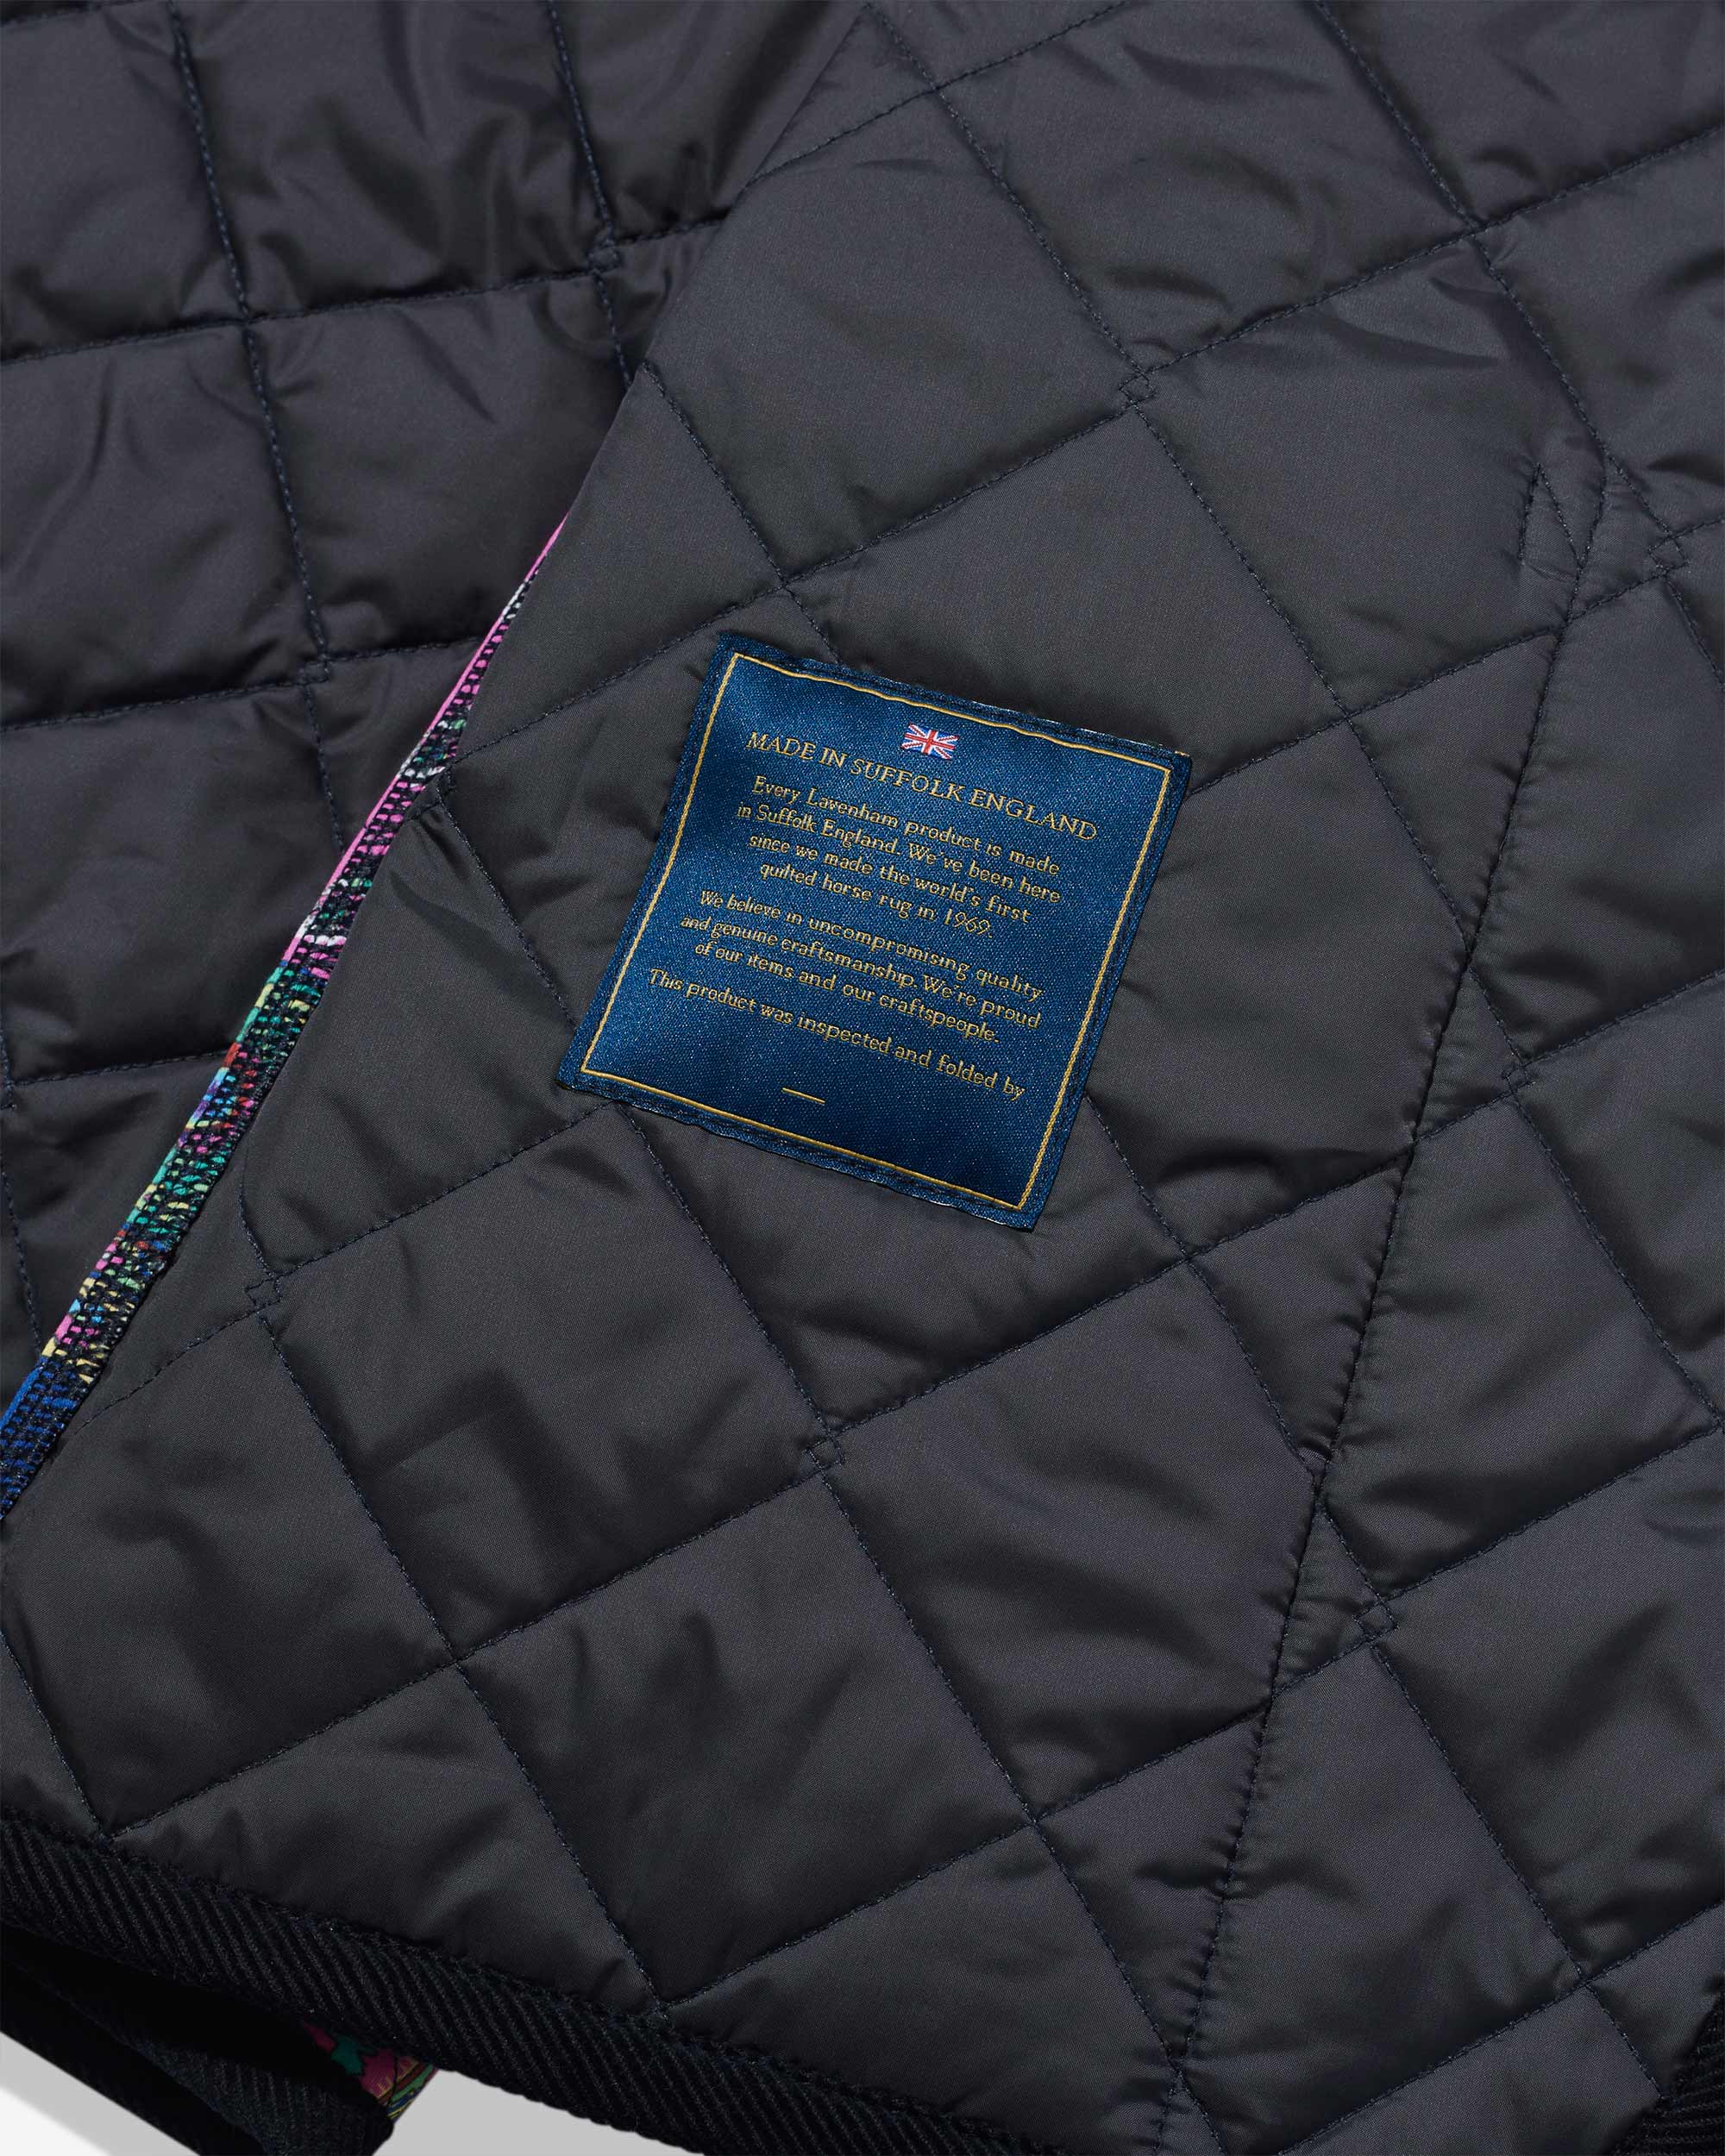 MADE IN SUFFOLK ENGLAND
Every Lavenham product is made
in Suffolk England. We've been here
since we made the world's first
quilted horse rug in 1969.
We believe in uncompromising quality
and genuine craftsmanship. We're proud
of our items and our craftspeople.
This product was inspected and folded by